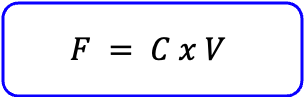 F = C x V